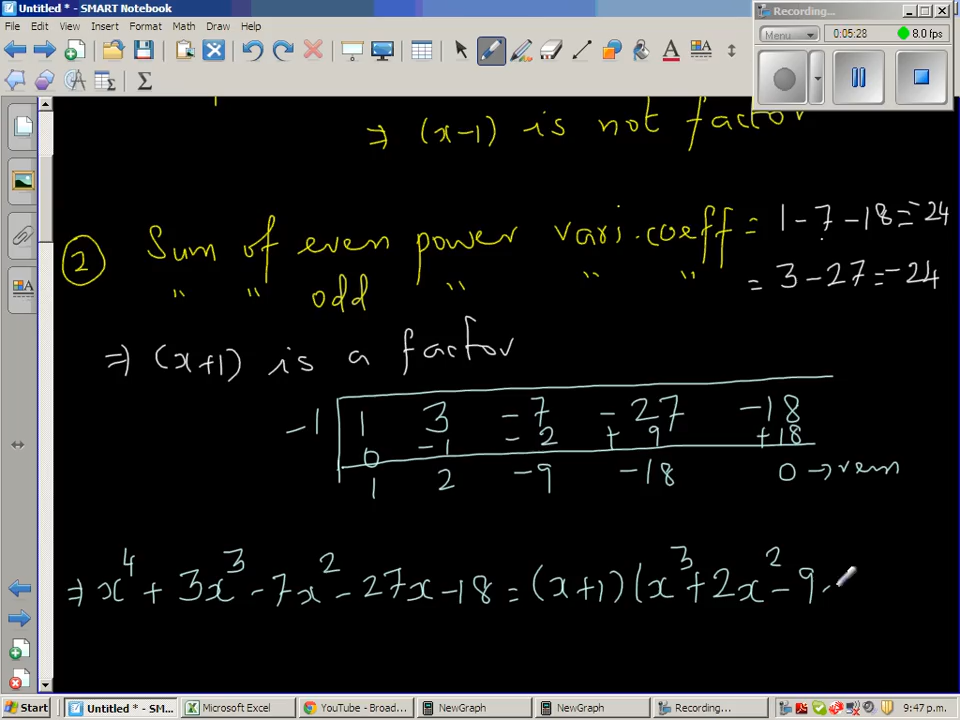 Untitled * - SMART Notebook
File Edit View Insert Format Math Draw Help
Recording...
Menu 0:05:28 8.0 fps
⇒ (x-1) is not factor
② Sum of even power vari. coeff = 1 - 7 - 18 = -24
" " odd " " " = 3 - 27 = -24
⇒ (x+1) is a factor
-1 1 3 -7 -27 -18
0 -1 -2 +9 +18
1 2 -9 -18 0 → rem
⇒ x⁴ + 3x³ - 7x² - 27x - 18 = (x+1)(x³ + 2x² - 9
Start Untitled * - SM... Microsoft Excel YouTube - Broad... NewGraph NewGraph Recording... 9:47 p.m.